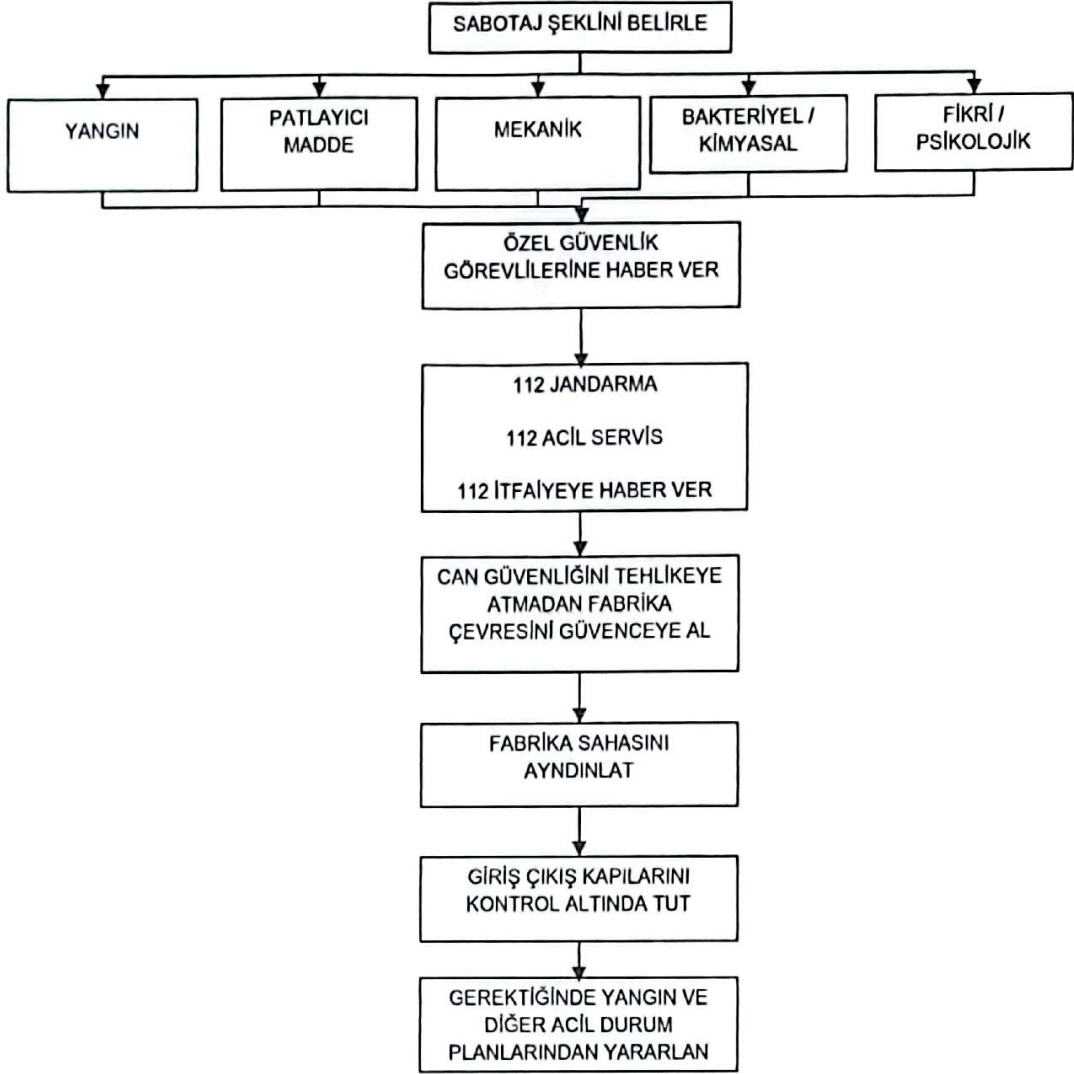 SABOTAJ ŞEKLİNİ BELİRLE
YANGIN
PATLAYICI
MADDE
MEKANİK
BAKTERİYEL /
KİMYASAL
FİKRİ /
PSİKOLOJİK
ÖZEL GÜVENLİK
GÖREVLİLERİNE HABER VER
112 JANDARMA
112 ACİL SERVİS
112 İTFAİYEYE HABER VER
CAN GÜVENLİĞİNİ TEHLİKEYE
ATMADAN FABRİKA
ÇEVRESİNİ GÜVENCEYE AL
FABRİKA SAHASINI
AYNDINLAT
GİRİŞ ÇIKIŞ KAPILARINI
KONTROL ALTINDA TUT
GEREKTİĞİNDE YANGIN VE
DİĞER ACİL DURUM
PLANLARINDAN YARARLAN